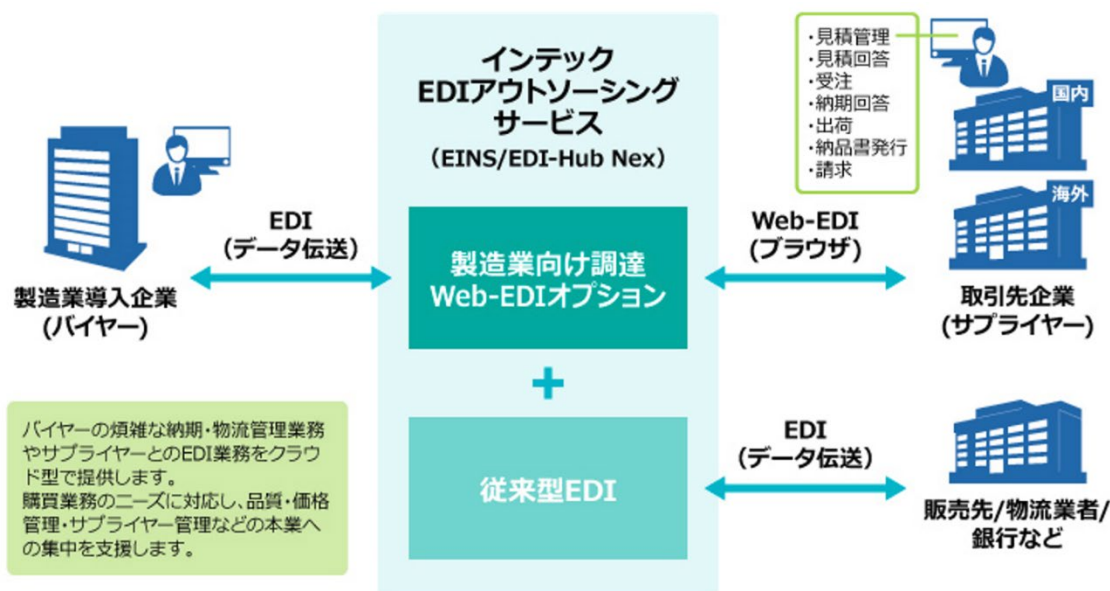 インテック
EDIアウトソーシング
サービス
（EINS/EDI-Hub Nex）
EDI
（データ伝送）
製造業導入企業
(バイヤー)
製造業向け調達
Web-EDIオプション
+
従来型EDI
Web-EDI
(ブラウザ)
・見積管理
・見積回答
・受注
・納期回答
・出荷
・納品書発行
・請求
国内
海外
取引先企業
(サプライヤー)
EDI
（データ伝送）
販売先/物流業者/
銀行など
バイヤーの煩雑な納期・物流管理業務
やサプライヤーとのEDI業務をクラウ
ド型で提供します。
購買業務のニーズに対応し、品質・価格
管理・サプライヤー管理などの本業へ
の集中を支援します。